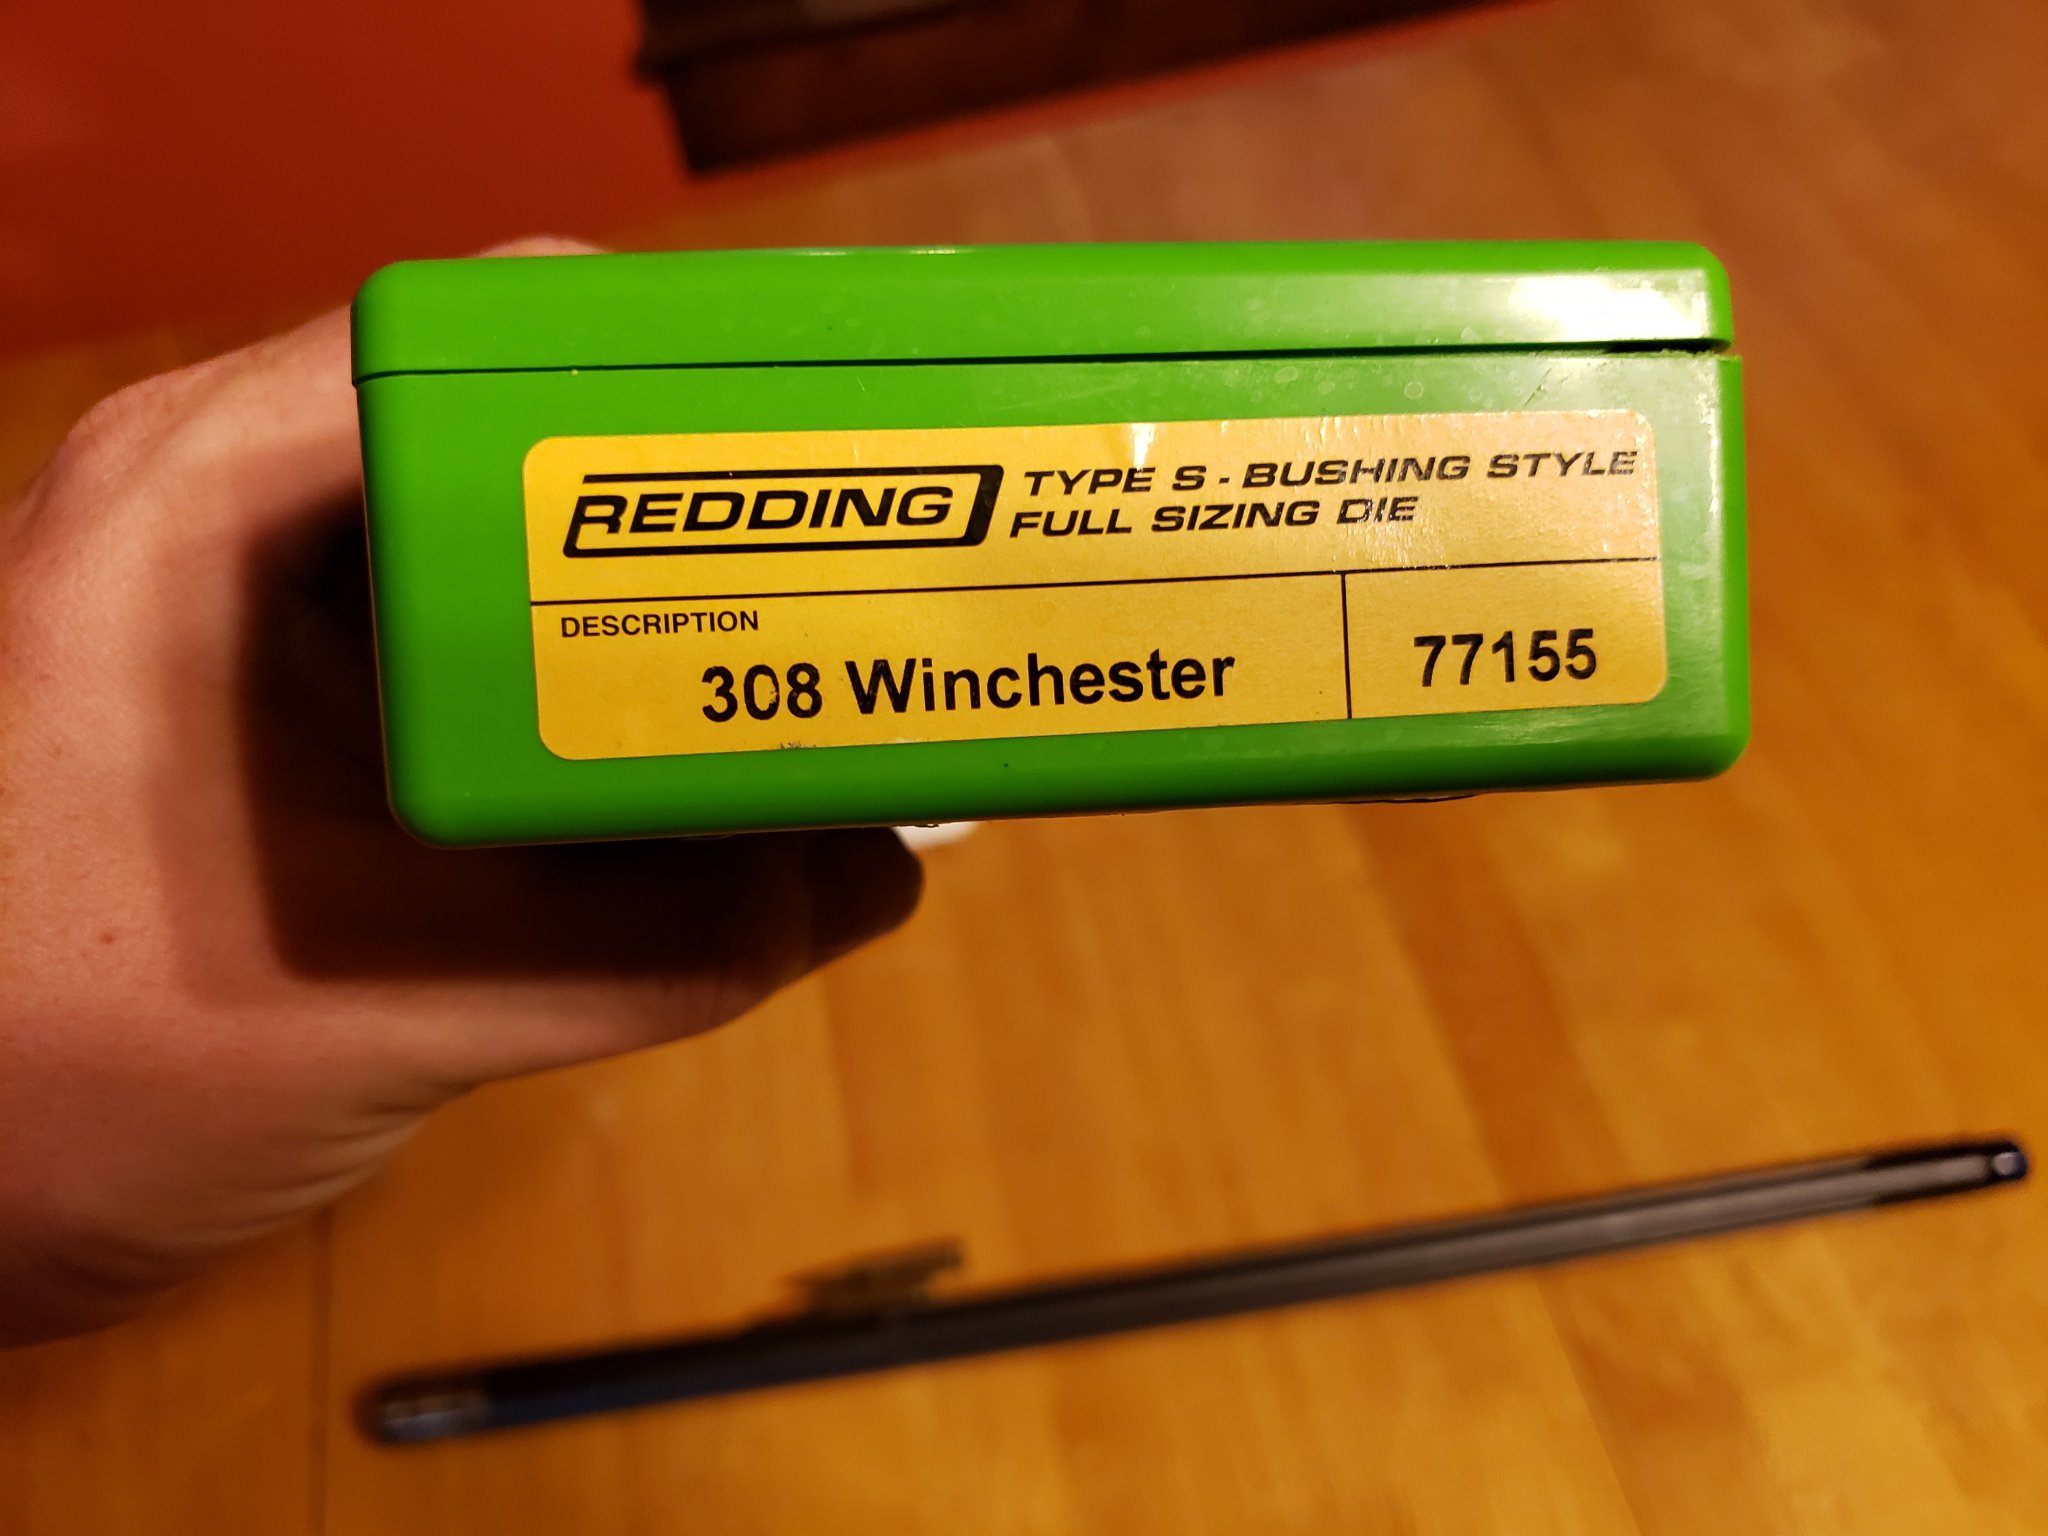 REDDING TYPE S - BUSHING STYLE
FULL SIZING DIE
DESCRIPTION
308 Winchester 77155